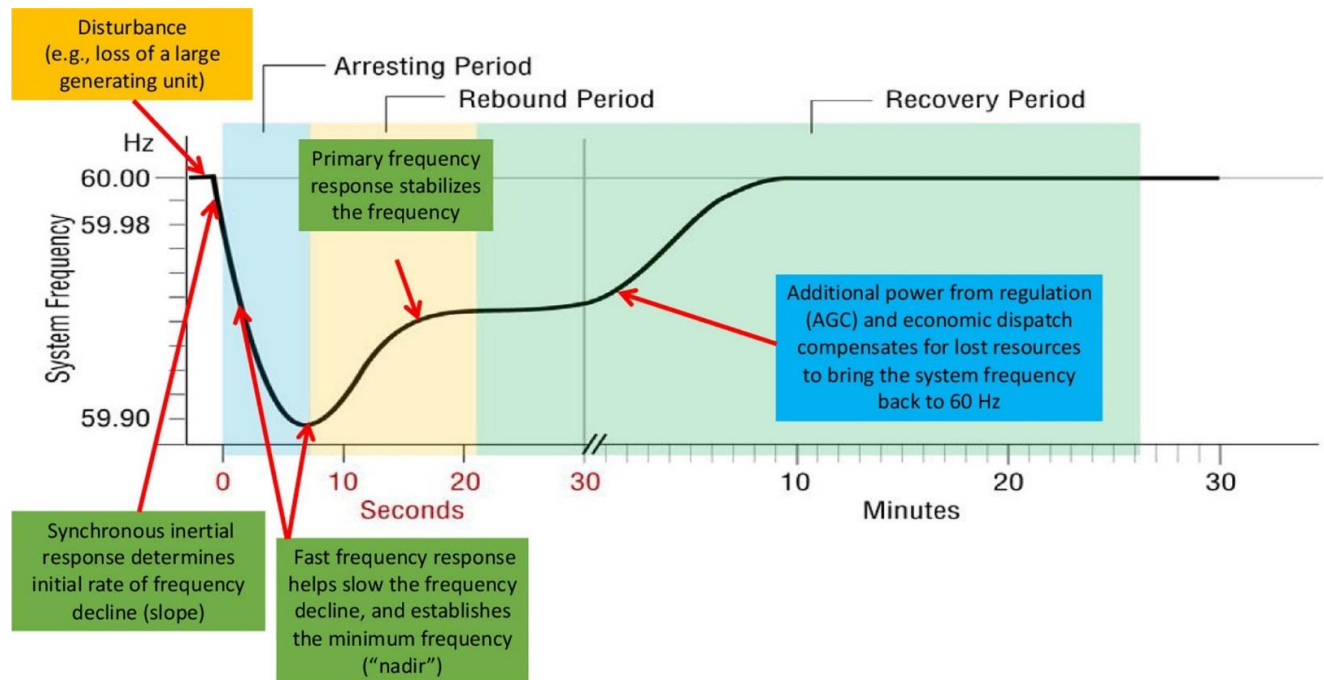 Disturbance
(e.g., loss of a large
generating unit)
Arresting Period
Rebound Period
Recovery Period
Hz
Primary frequency
response stabilizes
the frequency
60.00
59.98
59.90
System Frequency
Additional power from regulation
(AGC) and economic dispatch
compensates for lost resources
to bring the system frequency
back to 60 Hz
0 10 20 30 10 20 30
Seconds
Minutes
Synchronous inertial
response determines
initial rate of frequency
decline (slope)
Fast frequency response
helps slow the frequency
decline, and establishes
the minimum frequency
(“nadir”)